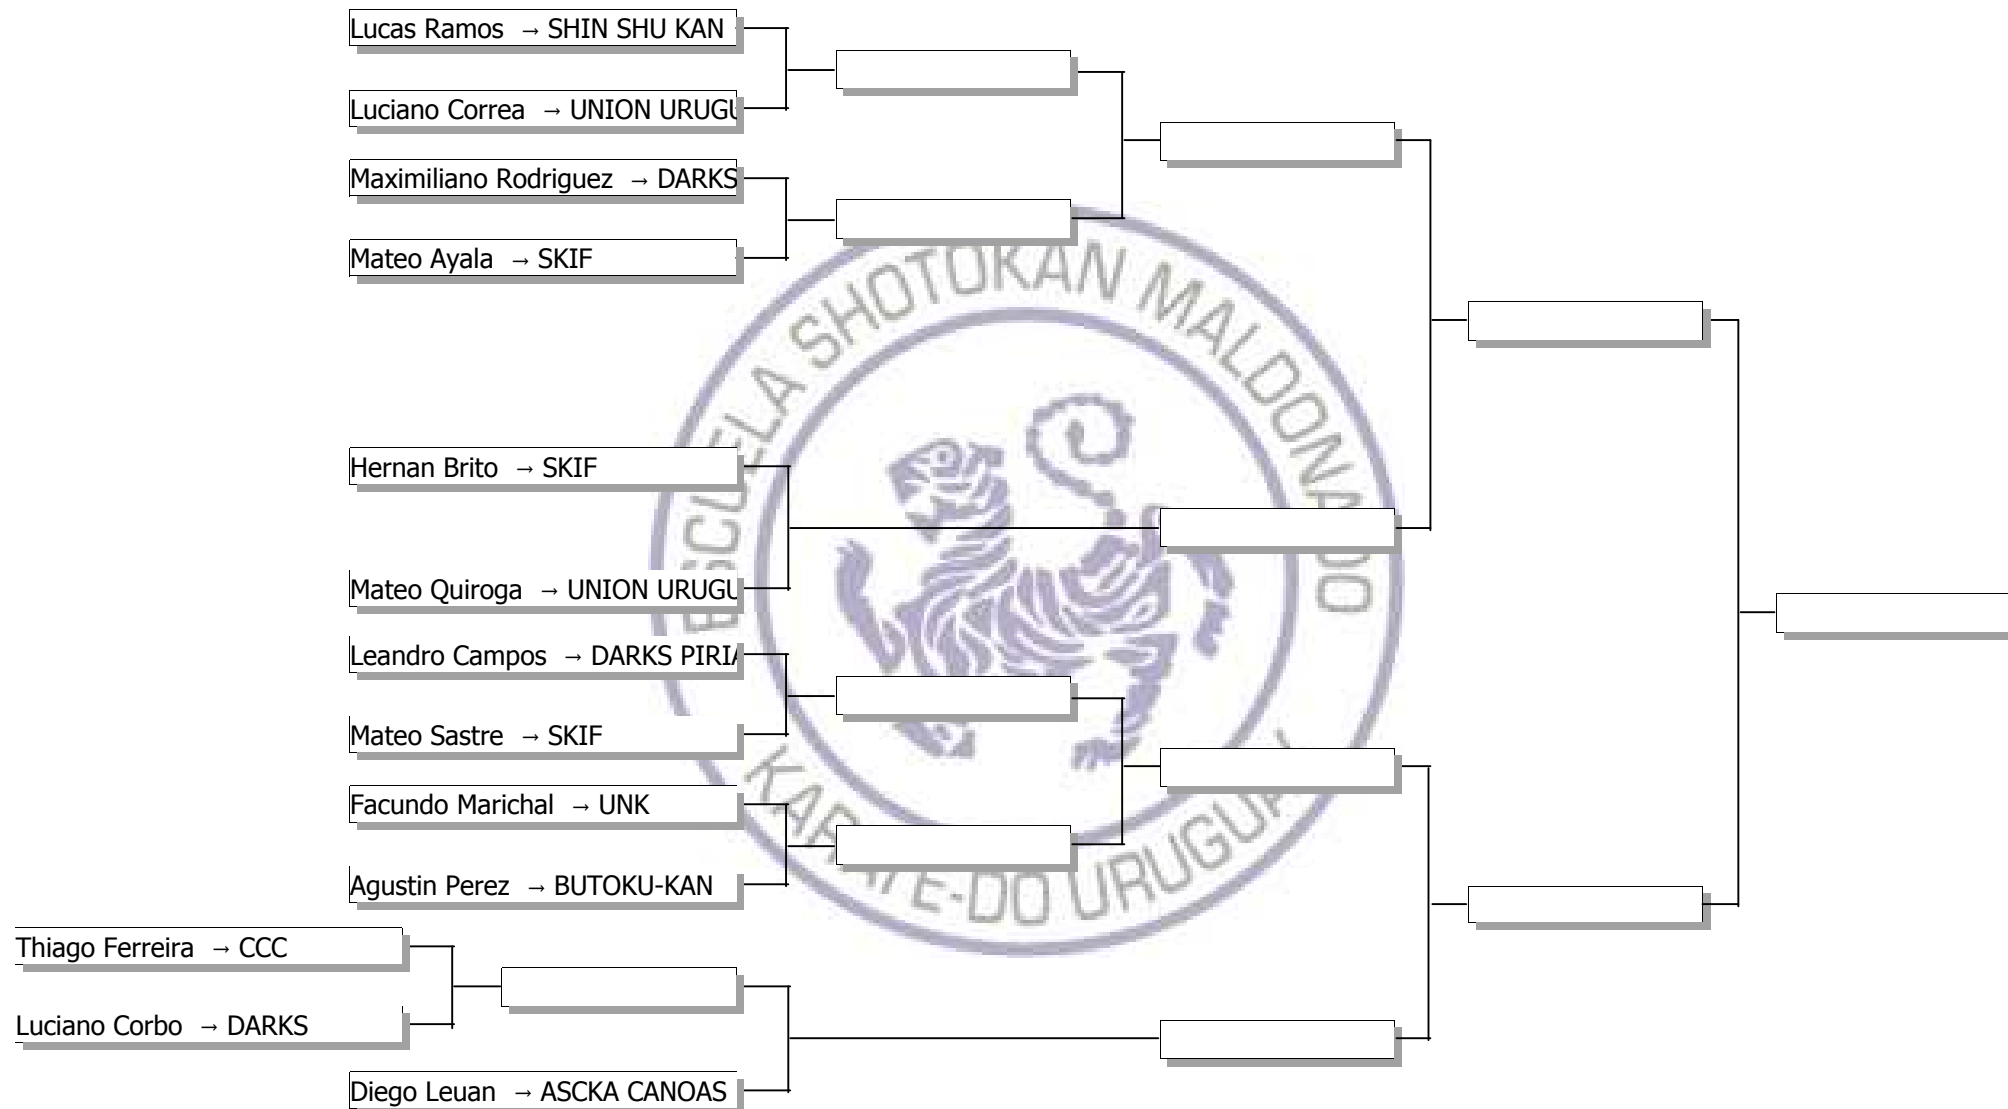 Lucas Ramos → SHIN SHU KAN
Luciano Correa → UNION URUGU
Maximiliano Rodriguez → DARKS
Mateo Ayala → SKIF
ESCUELA SHOTOKAN MALDONADO
Hernan Brito → SKIF
Mateo Quiroga → UNION URUGU
Leandro Campos → DARKS PIRIA
Mateo Sastre → SKIF
Facundo Marichal → UNK
Agustin Perez → BUTOKU-KAN
KARATE-DO URUGUAY
Thiago Ferreira → CCC
Luciano Corbo → DARKS
Diego Leuan → ASCKA CANOAS